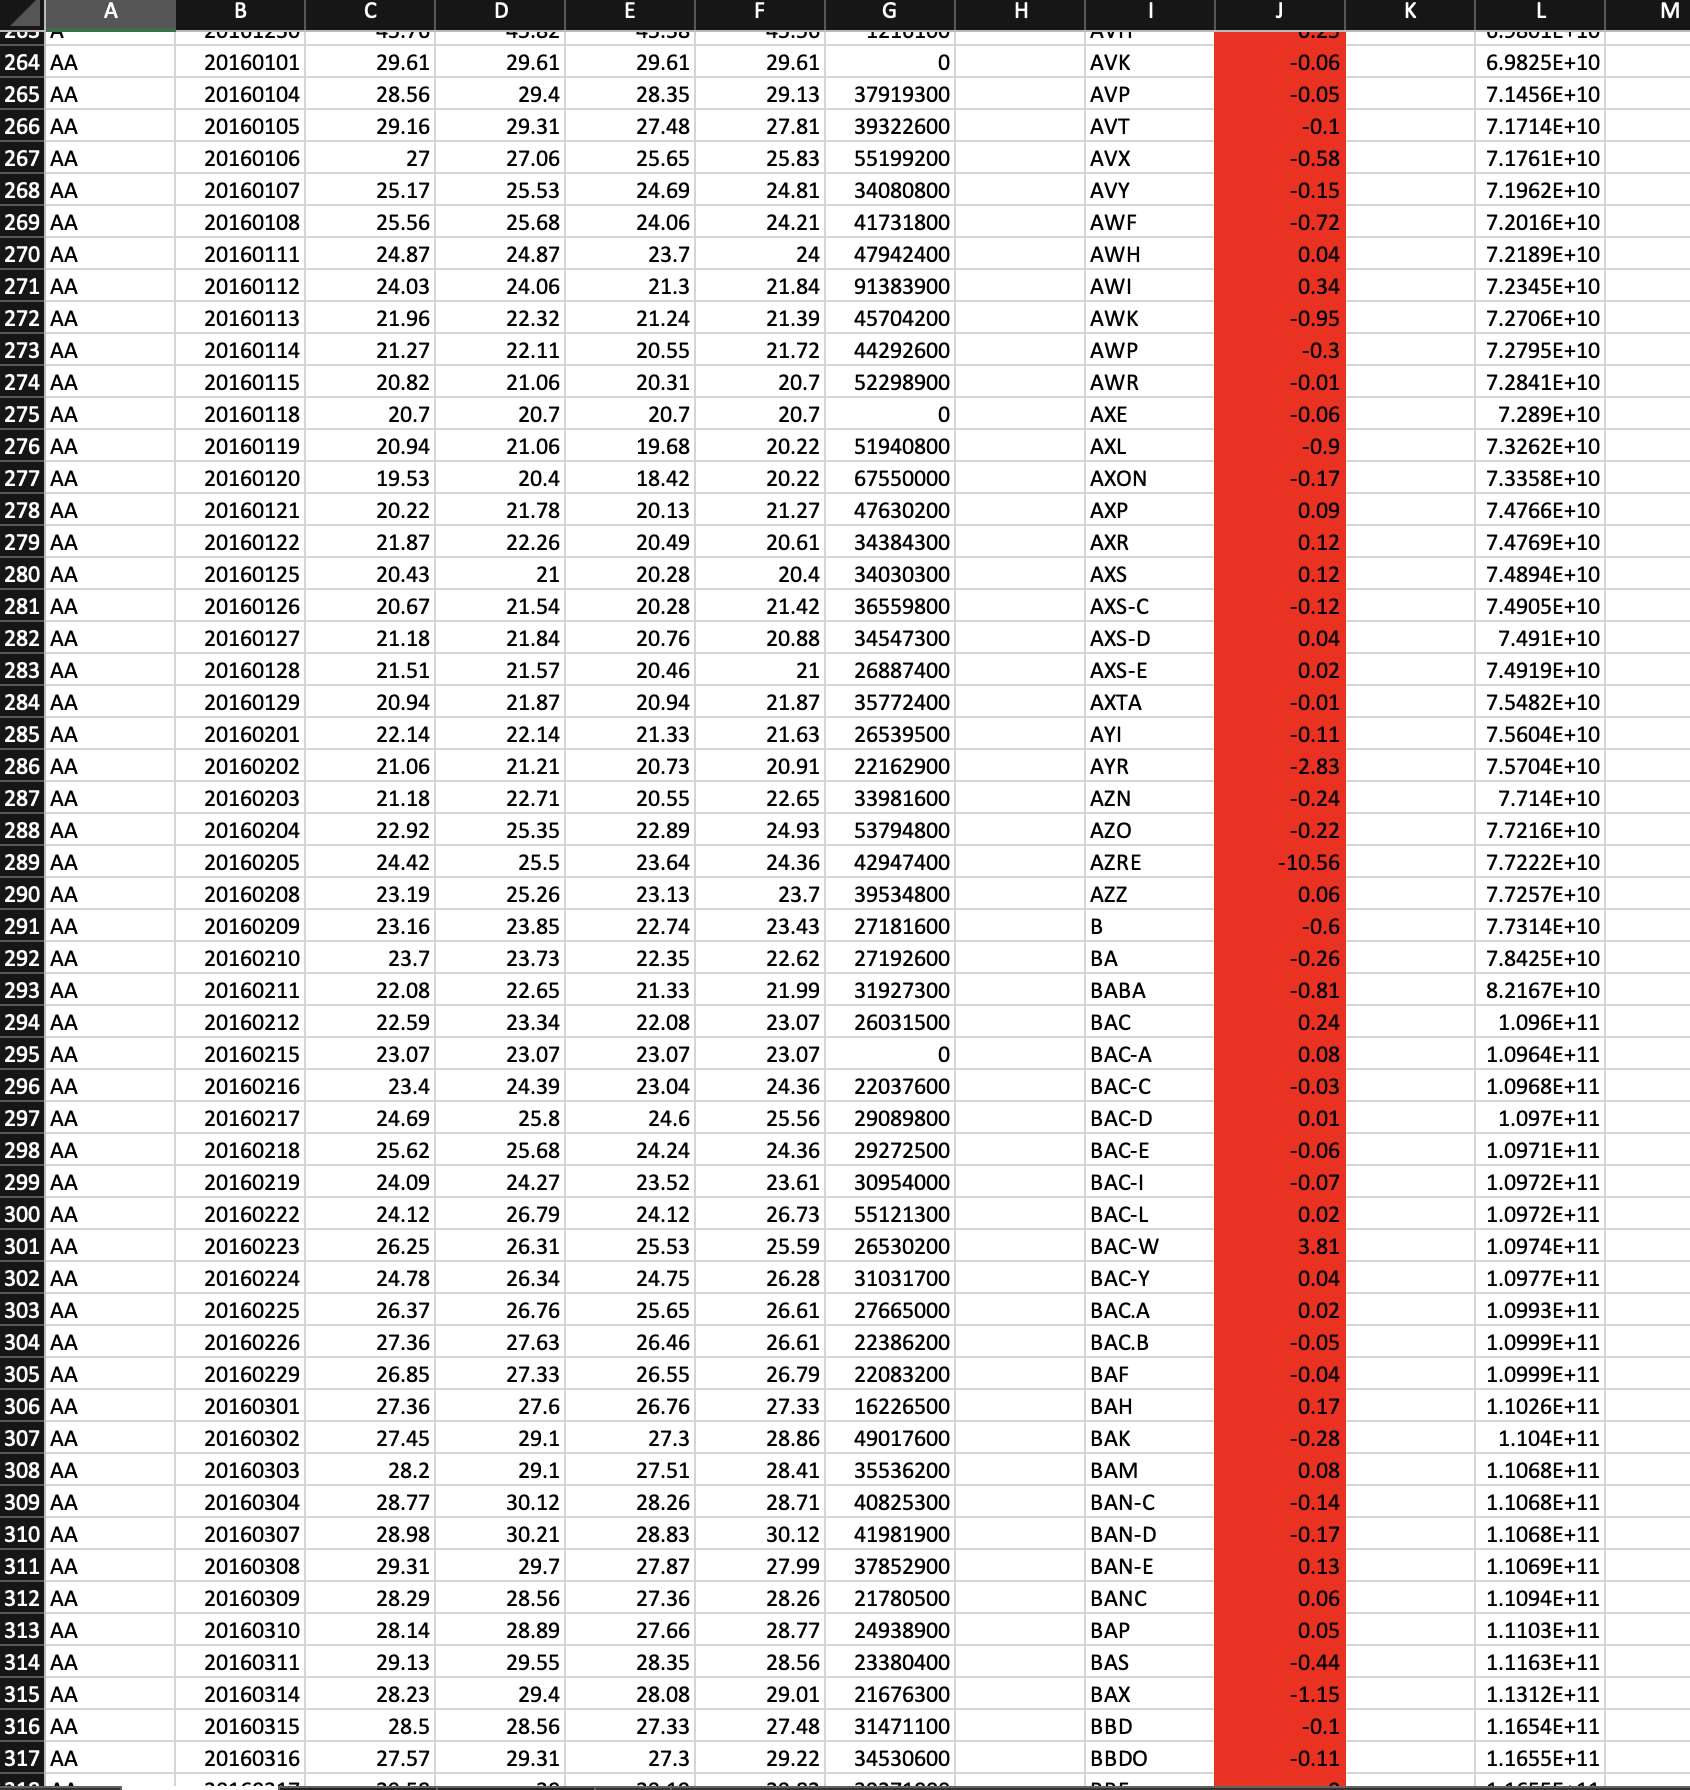 A B C D E F G H I J K L M
264 AA 20160101 29.61 29.61 29.61 29.61 0 AVK -0.06 6.9825E+10
265 AA 20160104 28.56 29.4 28.35 29.13 37919300 AVP -0.05 7.1456E+10
266 AA 20160105 29.16 29.31 27.48 27.81 39322600 AVT -0.1 7.1714E+10
267 AA 20160106 27 27.06 25.65 25.83 55199200 AVX -0.58 7.1761E+10
268 AA 20160107 25.17 25.53 24.69 24.81 34080800 AVY -0.15 7.1962E+10
269 AA 20160108 25.56 25.68 24.06 24.21 41731800 AWF -0.72 7.2016E+10
270 AA 20160111 24.87 24.87 23.7 24 47942400 AWH 0.04 7.2189E+10
271 AA 20160112 24.03 24.06 21.3 21.84 91383900 AWI 0.34 7.2345E+10
272 AA 20160113 21.96 22.32 21.24 21.39 45704200 AWK -0.95 7.2706E+10
273 AA 20160114 21.27 22.11 20.55 21.72 44292600 AWP -0.3 7.2795E+10
274 AA 20160115 20.82 21.06 20.31 20.7 52298900 AWR -0.01 7.2841E+10
275 AA 20160118 20.7 20.7 20.7 20.7 0 AXE -0.06 7.289E+10
276 AA 20160119 20.94 21.06 19.68 20.22 51940800 AXL -0.9 7.3262E+10
277 AA 20160120 19.53 20.4 18.42 20.22 67550000 AXON -0.17 7.3358E+10
278 AA 20160121 20.22 21.78 20.13 21.27 47630200 AXP 0.09 7.4766E+10
279 AA 20160122 21.87 22.26 20.49 20.61 34384300 AXR 0.12 7.4769E+10
280 AA 20160125 20.43 21 20.28 20.4 34030300 AXS 0.12 7.4894E+10
281 AA 20160126 20.67 21.54 20.28 21.42 36559800 AXS-C -0.12 7.4905E+10
282 AA 20160127 21.18 21.84 20.76 20.88 34547300 AXS-D 0.04 7.491E+10
283 AA 20160128 21.51 21.57 20.46 21 26887400 AXS-E 0.02 7.4919E+10
284 AA 20160129 20.94 21.87 20.94 21.87 35772400 AXTA -0.01 7.5482E+10
285 AA 20160201 22.14 22.14 21.33 21.63 26539500 AYI -0.11 7.5604E+10
286 AA 20160202 21.06 21.21 20.73 20.91 22162900 AYR -2.83 7.5704E+10
287 AA 20160203 21.18 22.71 20.55 22.65 33981600 AZN -0.24 7.714E+10
288 AA 20160204 22.92 25.35 22.89 24.93 53794800 AZO -0.22 7.7216E+10
289 AA 20160205 24.42 25.5 23.64 24.36 42947400 AZRE -10.56 7.7222E+10
290 AA 20160208 23.19 25.26 23.13 23.7 39534800 AZZ 0.06 7.7257E+10
291 AA 20160209 23.16 23.85 22.74 23.43 27181600 B -0.6 7.7314E+10
292 AA 20160210 23.7 23.73 22.35 22.62 27192600 BA -0.26 7.8425E+10
293 AA 20160211 22.08 22.65 21.33 21.99 31927300 BABA -0.81 8.2167E+10
294 AA 20160212 22.59 23.34 22.08 23.07 26031500 BAC 0.24 1.096E+11
295 AA 20160215 23.07 23.07 23.07 23.07 0 BAC-A 0.08 1.0964E+11
296 AA 20160216 23.4 24.39 23.04 24.36 22037600 BAC-C -0.03 1.0968E+11
297 AA 20160217 24.69 25.8 24.6 25.56 29089800 BAC-D 0.01 1.097E+11
298 AA 20160218 25.62 25.68 24.24 24.36 29272500 BAC-E -0.06 1.0971E+11
299 AA 20160219 24.09 24.27 23.52 23.61 30954000 BAC-I -0.07 1.0972E+11
300 AA 20160222 24.12 26.79 24.12 26.73 55121300 BAC-L 0.02 1.0972E+11
301 AA 20160223 26.25 26.31 25.53 25.59 26530200 BAC-W 3.81 1.0974E+11
302 AA 20160224 24.78 26.34 24.75 26.28 31031700 BAC-Y 0.04 1.0977E+11
303 AA 20160225 26.37 26.76 25.65 26.61 27665000 BAC.A 0.02 1.0993E+11
304 AA 20160226 27.36 27.63 26.46 26.61 22386200 BAC.B -0.05 1.0999E+11
305 AA 20160229 26.85 27.33 26.55 26.79 22083200 BAF -0.04 1.0999E+11
306 AA 20160301 27.36 27.6 26.76 27.33 16226500 BAH 0.17 1.1026E+11
307 AA 20160302 27.45 29.1 27.3 28.86 49017600 BAK -0.28 1.104E+11
308 AA 20160303 28.2 29.1 27.51 28.41 35536200 BAM 0.08 1.1068E+11
309 AA 20160304 28.77 30.12 28.26 28.71 40825300 BAN-C -0.14 1.1068E+11
310 AA 20160307 28.98 30.21 28.83 30.12 41981900 BAN-D -0.17 1.1068E+11
311 AA 20160308 29.31 29.7 27.87 27.99 37852900 BAN-E 0.13 1.1069E+11
312 AA 20160309 28.29 28.56 27.36 28.26 21780500 BANC 0.06 1.1094E+11
313 AA 20160310 28.14 28.89 27.66 28.77 24938900 BAP 0.05 1.1103E+11
314 AA 20160311 29.13 29.55 28.35 28.56 23380400 BAS -0.44 1.1163E+11
315 AA 20160314 28.23 29.4 28.08 29.01 21676300 BAX -1.15 1.1312E+11
316 AA 20160315 28.5 28.56 27.33 27.48 31471100 BBD -0.1 1.1654E+11
317 AA 20160316 27.57 29.31 27.3 29.22 34530600 BBDO -0.11 1.1655E+11